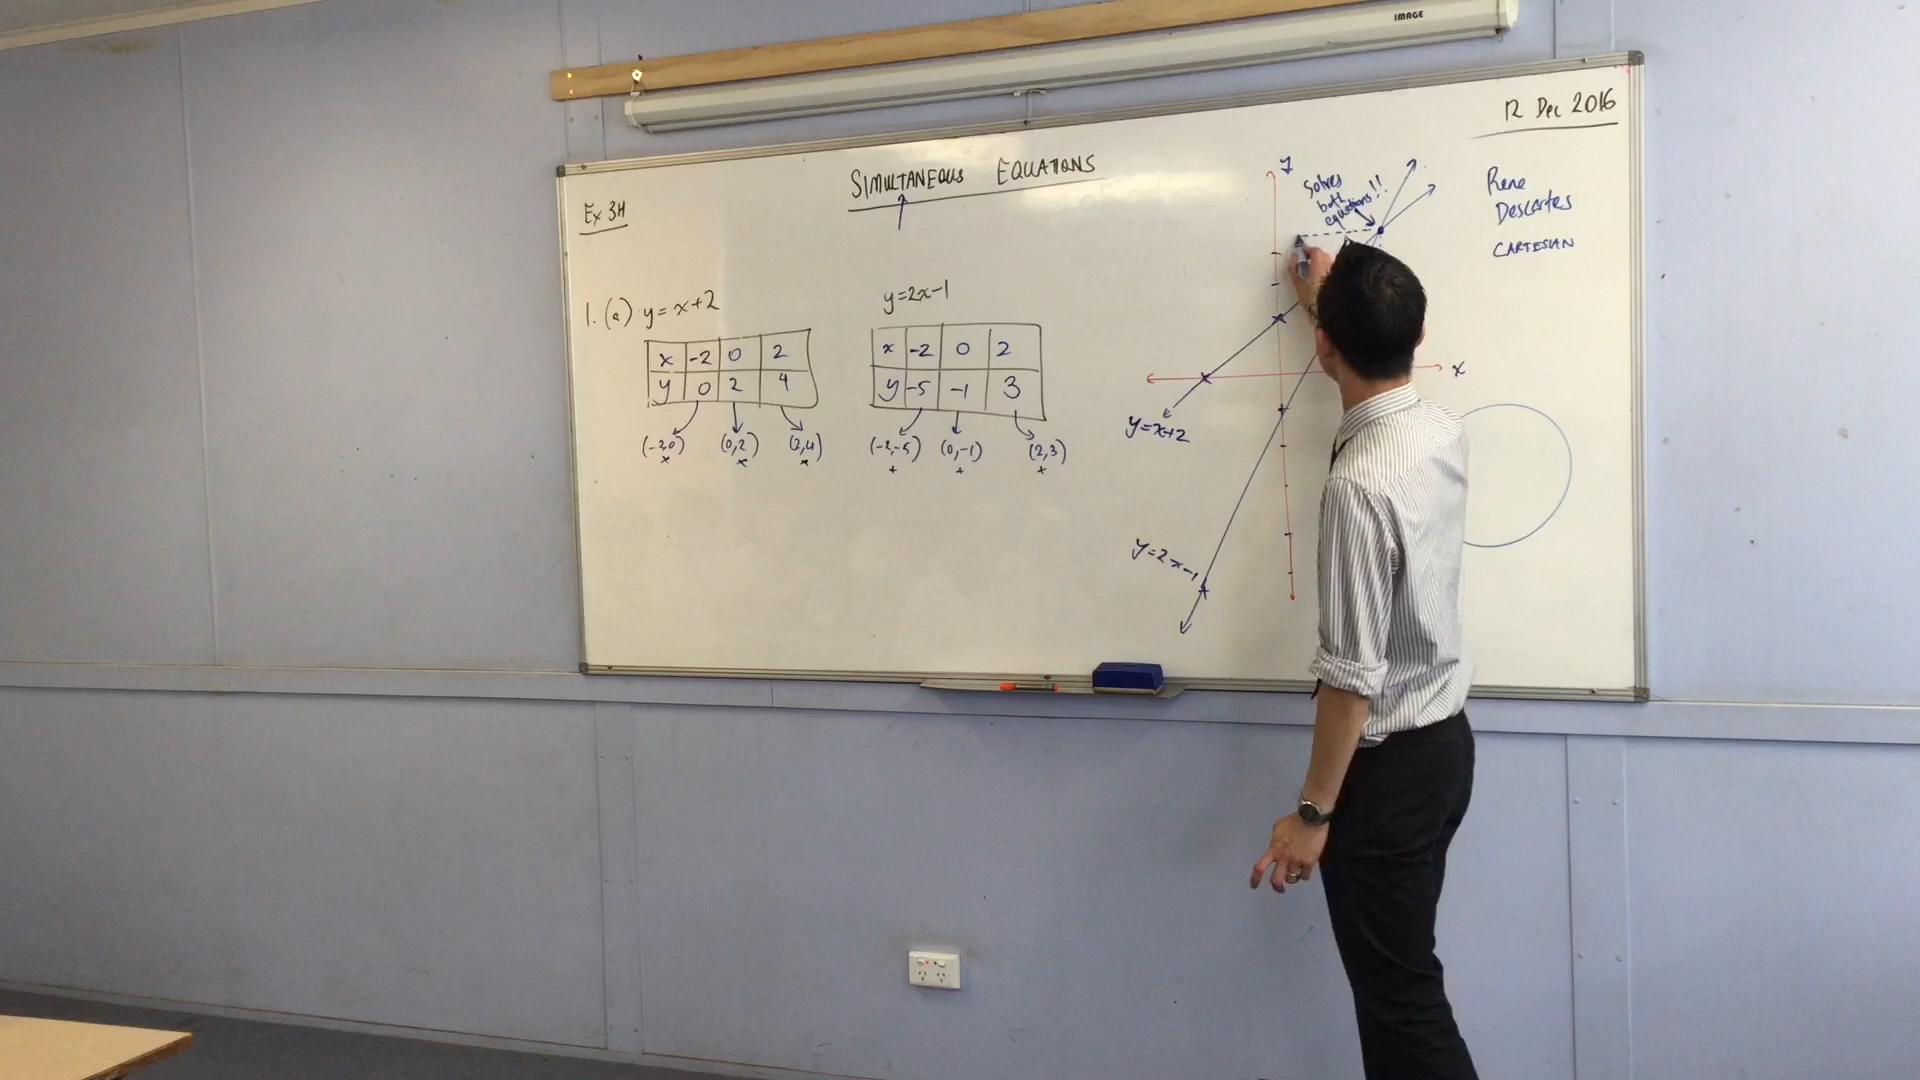 IMAGE
12 Dec 2016
SIMULTANEOUS EQUATIONS
Ex 3H
1. (a) y=x+2
x -2 0 2
y 0 2 4
(-2,0) (0,2) (2,4)
y=2x-1
x -2 0 2
y -5 -1 3
(-2,-5) (0,-1) (2,3)
y
Solves
both
equations!!
x
y=x+2
y=2x-1
Rene
Descartes
CARTESIAN